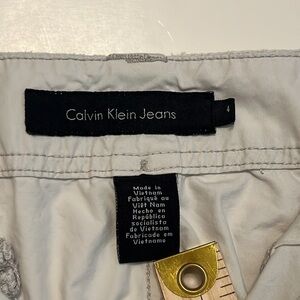 Calvin Klein Jeans
4
Made in
Vietnam
Fabriqué au
Việt Nam
Hecho en
República
socialista
de Vietnam
Fabricado em
Vietname